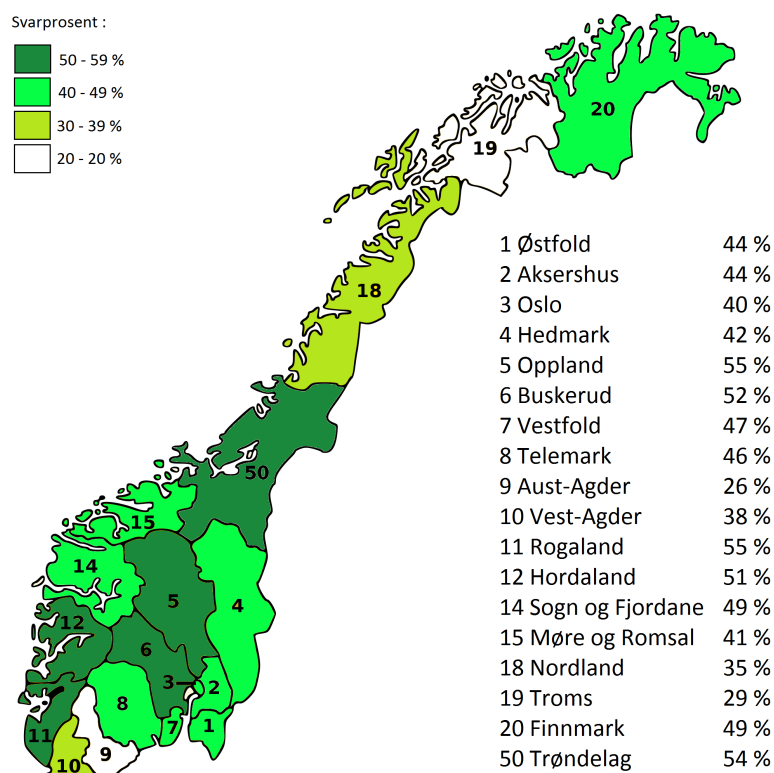 Svarprosent :
50 - 59 %
40 - 49 %
30 - 39 %
20 - 20 %
20
19
18
50
15
14
5
12
4
6
3
2
8
1
7
11
9
10
1 Østfold 44 %
2 Aksershus 44 %
3 Oslo 40 %
4 Hedmark 42 %
5 Oppland 55 %
6 Buskerud 52 %
7 Vestfold 47 %
8 Telemark 46 %
9 Aust-Agder 26 %
10 Vest-Agder 38 %
11 Rogaland 55 %
12 Hordaland 51 %
14 Sogn og Fjordane 49 %
15 Møre og Romsal 41 %
18 Nordland 35 %
19 Troms 29 %
20 Finnmark 49 %
50 Trøndelag 54 %